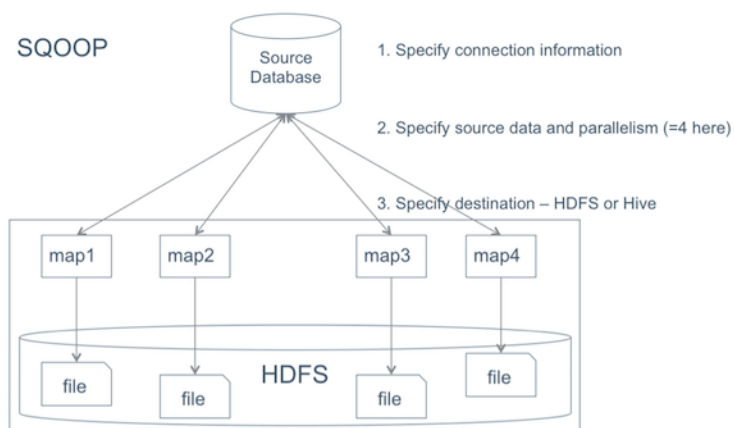 SQOOP
Source
Database
1. Specify connection information
2. Specify source data and parallelism (=4 here)
3. Specify destination – HDFS or Hive
map1
map2
map3
map4
HDFS
file
file
file
file